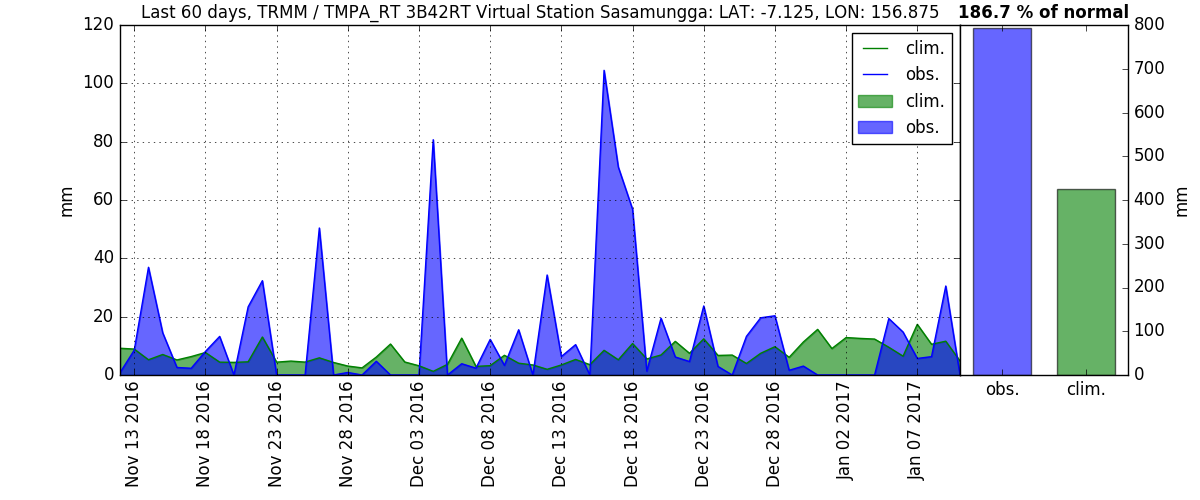 Last 60 days, TRMM / TMPA_RT 3B42RT Virtual Station Sasamungga: LAT: -7.125, LON: 156.875
186.7 % of normal
120
100
80
60
40
20
0
mm
clim.
obs.
clim.
obs.
800
700
600
500
400
300
200
100
0
mm
obs.
clim.
Nov 13 2016
Nov 18 2016
Nov 23 2016
Nov 28 2016
Dec 03 2016
Dec 08 2016
Dec 13 2016
Dec 18 2016
Dec 23 2016
Dec 28 2016
Jan 02 2017
Jan 07 2017